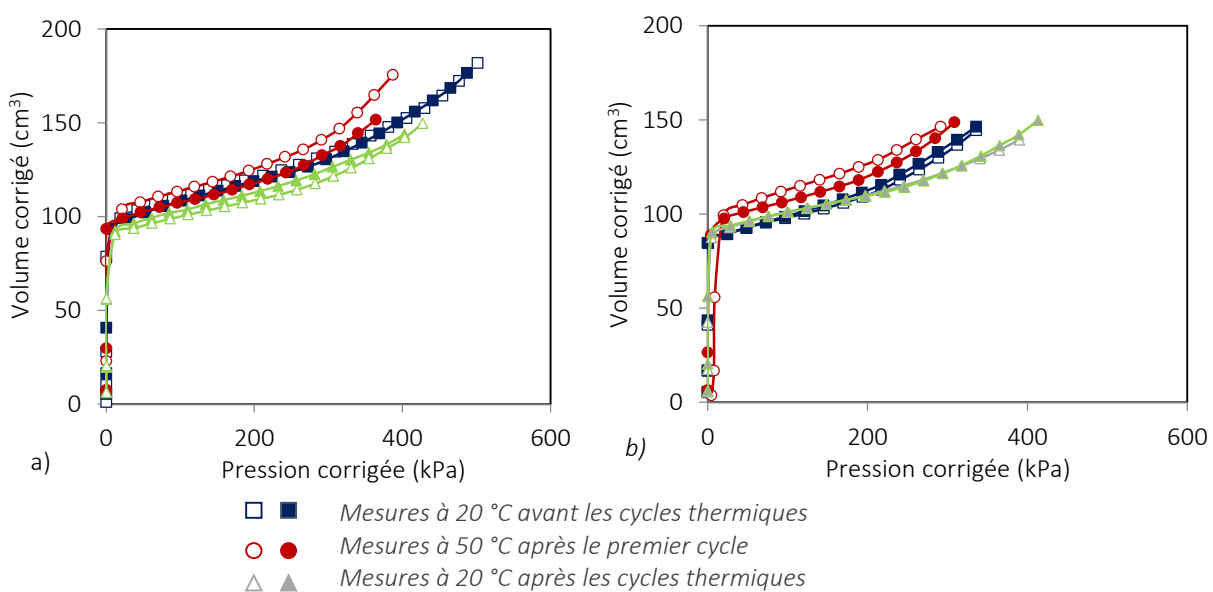 200
150
100
50
0
Volume corrigé (cm³)
0
200
400
600
Pression corrigée (kPa)
a)
200
150
100
50
0
Volume corrigé (cm³)
0
200
400
600
Pression corrigée (kPa)
b)
Mesures à 20 °C avant les cycles thermiques
Mesures à 50 °C après le premier cycle
Mesures à 20 °C après les cycles thermiques